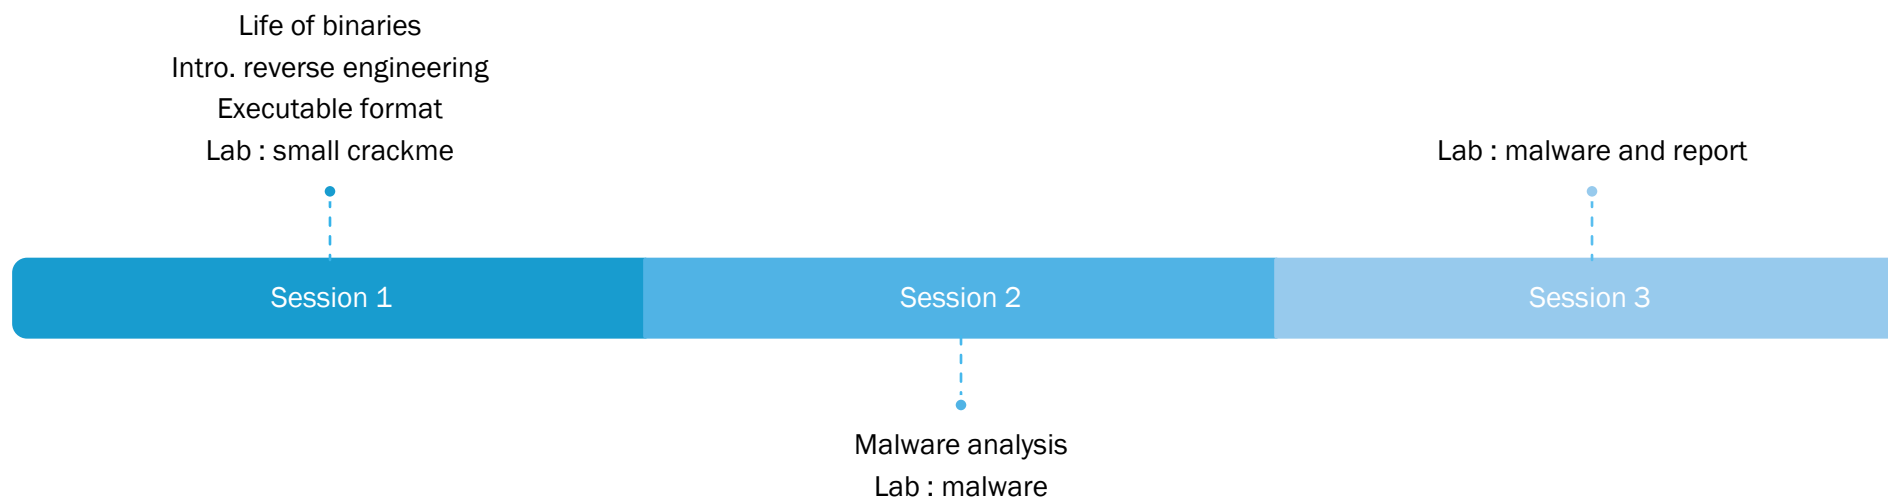 Life of binaries
Intro. reverse engineering
Executable format
Lab : small crackme
Lab : malware and report
Session 1
Session 2
Session 3
Malware analysis
Lab : malware